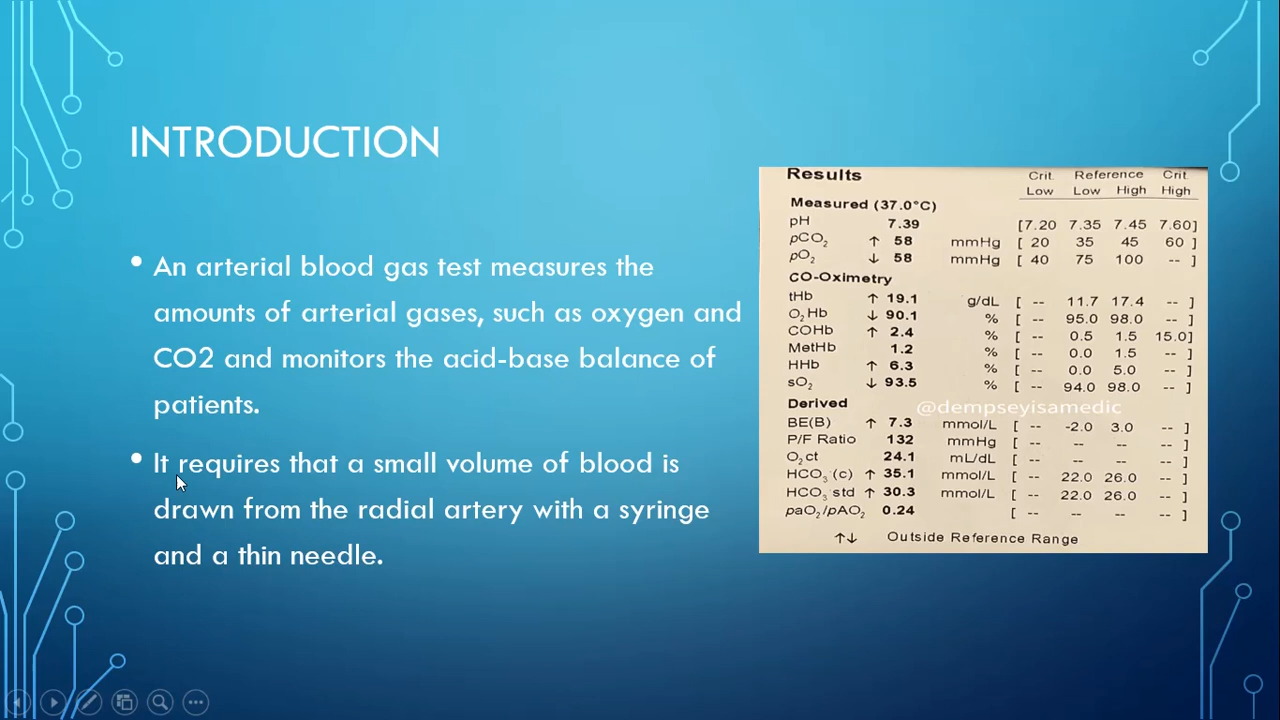 INTRODUCTION
• An arterial blood gas test measures the
amounts of arterial gases, such as oxygen and
CO2 and monitors the acid-base balance of
patients.
• It requires that a small volume of blood is
drawn from the radial artery with a syringe
and a thin needle.
Results Crit. Reference Crit.
Low Low High High
Measured (37.0°C)
pH 7.39 [7.20 7.35 7.45 7.60]
pCO₂ ↑ 58 mmHg [ 20 35 45 60 ]
pO₂ ↓ 58 mmHg [ 40 75 100 -- ]
CO-Oximetry
tHb ↑ 19.1 g/dL [ -- 11.7 17.4 -- ]
O₂Hb ↓ 90.1 % [ -- 95.0 98.0 -- ]
COHb ↑ 2.4 % [ -- 0.5 1.5 15.0]
MetHb 1.2 % [ -- 0.0 1.5 -- ]
HHb ↑ 6.3 % [ -- 0.0 5.0 -- ]
sO₂ ↓ 93.5 % [ -- 94.0 98.0 -- ]
@dempseyisamedic
Derived
BE(B) ↑ 7.3 mmol/L [ -- -2.0 3.0 -- ]
P/F Ratio 132 mmHg [ -- -- -- -- ]
O₂ct 24.1 mL/dL [ -- -- -- -- ]
HCO₃⁻(c) ↑ 35.1 mmol/L [ -- 22.0 26.0 -- ]
HCO₃⁻std ↑ 30.3 mmol/L [ -- 22.0 26.0 -- ]
paO₂/pAO₂ 0.24 [ -- -- -- -- ]
↑↓ Outside Reference Range